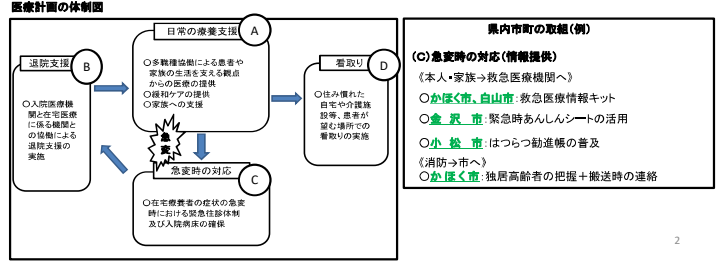 医療計画の体制図
日常の療養支援
A
○多職種協働による患者や
家族の生活を支える観点
からの医療の提供
○緩和ケアの提供
○家族への支援
退院支援
B
○入院医療機
関と在宅医療
に係る機関と
の協働による
退院支援の
実施
看取り
D
○住み慣れた
自宅や介護施
設等、患者が
望む場所での
看取りの実施
急変
急変時の対応
C
○在宅療養者の症状の急変
時における緊急往診体制
及び入院病床の確保
県内市町の取組(例)
(C)急変時の対応(情報提供)
《本人・家族→救急医療機関へ》
○かほく市、白山市:救急医療情報キット
○金沢市:緊急時あんしんシートの活用
○小松市:はつらつ勧進帳の普及
《消防→市へ》
○かほく市:独居高齢者の把握+搬送時の連絡
2